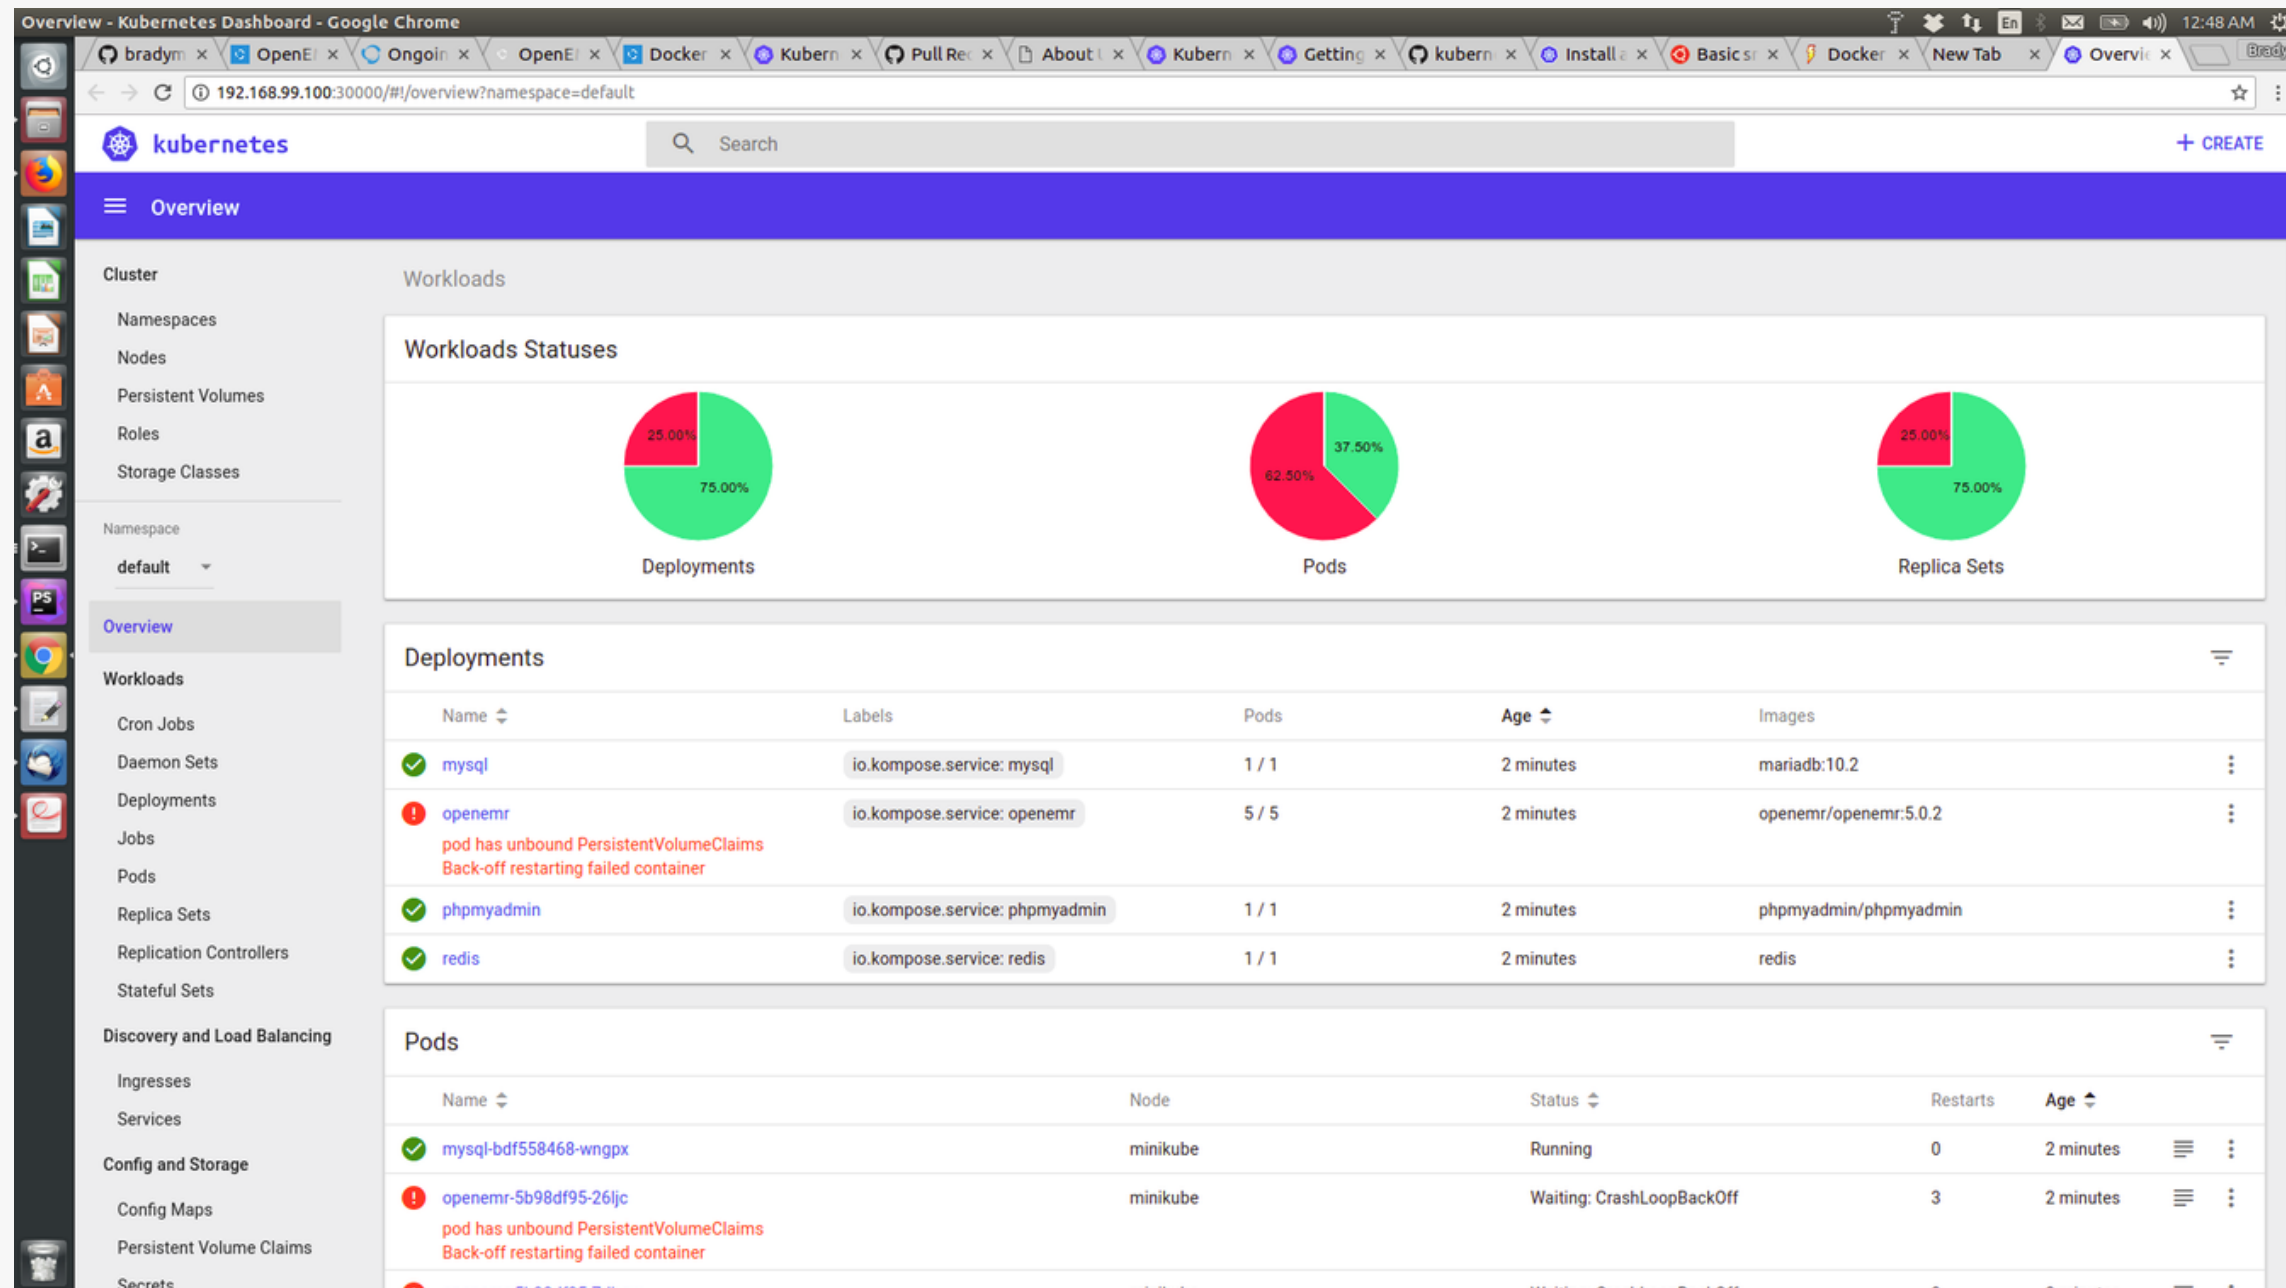 Overview - Kubernetes Dashboard - Google Chrome
En 12:48 AM
bradym OpenE Ongoin OpenE Docker Kubern Pull Rec About Kubern Getting kubern Install a Basic sn Docker New Tab Overvie Brady
192.168.99.100:30000/#!/overview?namespace=default
kubernetes
Search
+ CREATE
Overview
Cluster
Namespaces
Nodes
Persistent Volumes
Roles
Storage Classes
Namespace
default
Overview
Workloads
Cron Jobs
Daemon Sets
Deployments
Jobs
Pods
Replica Sets
Replication Controllers
Stateful Sets
Discovery and Load Balancing
Ingresses
Services
Config and Storage
Config Maps
Persistent Volume Claims
Secrets
Workloads
Workloads Statuses
25.00%
75.00%
Deployments
37.50%
62.50%
Pods
25.00%
75.00%
Replica Sets
Deployments
Name Labels Pods Age Images
mysql io.kompose.service: mysql 1 / 1 2 minutes mariadb:10.2
openemr io.kompose.service: openemr 5 / 5 2 minutes openemr/openemr:5.0.2
pod has unbound PersistentVolumeClaims
Back-off restarting failed container
phpmyadmin io.kompose.service: phpmyadmin 1 / 1 2 minutes phpmyadmin/phpmyadmin
redis io.kompose.service: redis 1 / 1 2 minutes redis
Pods
Name Node Status Restarts Age
mysql-bdf558468-wngpx minikube Running 0 2 minutes
openemr-5b98df95-26ljc minikube Waiting: CrashLoopBackOff 3 2 minutes
pod has unbound PersistentVolumeClaims
Back-off restarting failed container